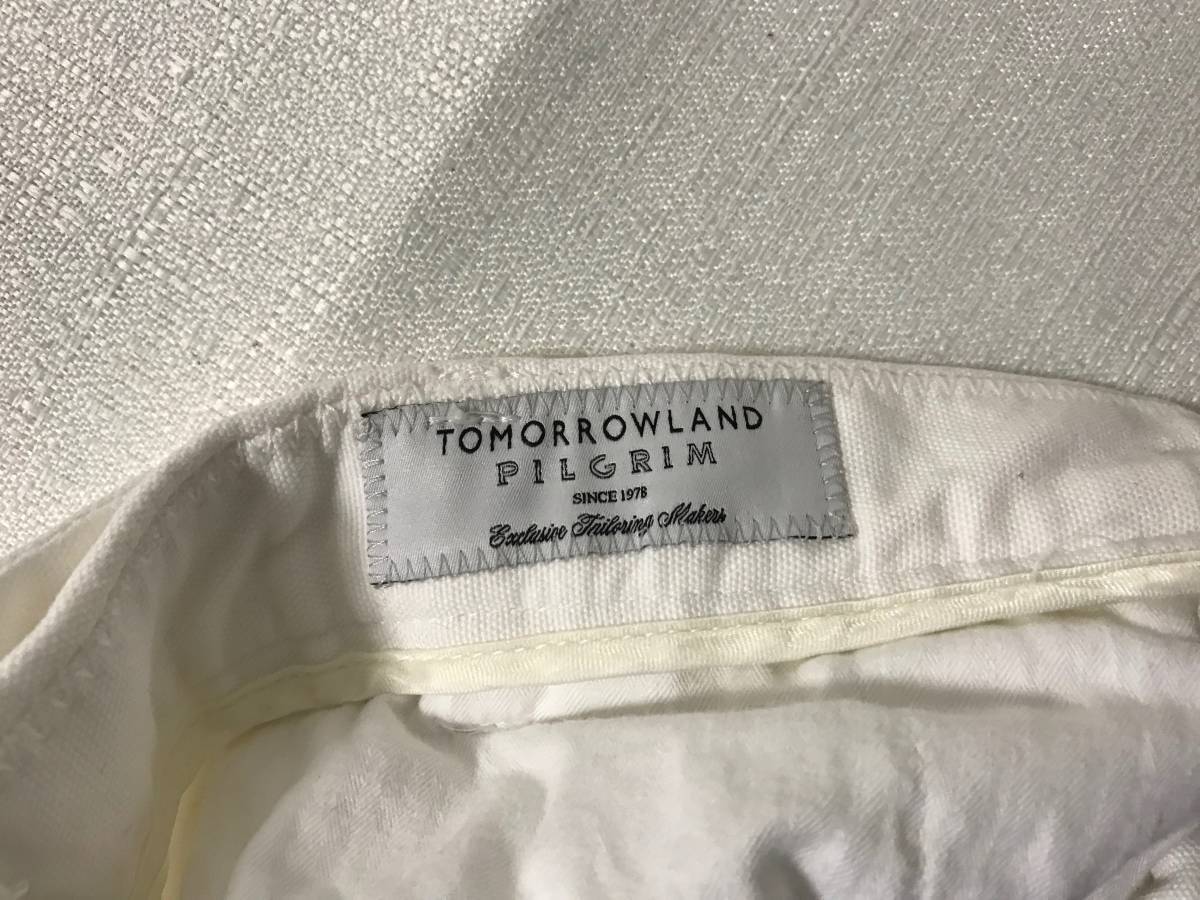 TOMORROWLAND
PILGRIM
SINCE 1978
Exclusive Tailoring Makers